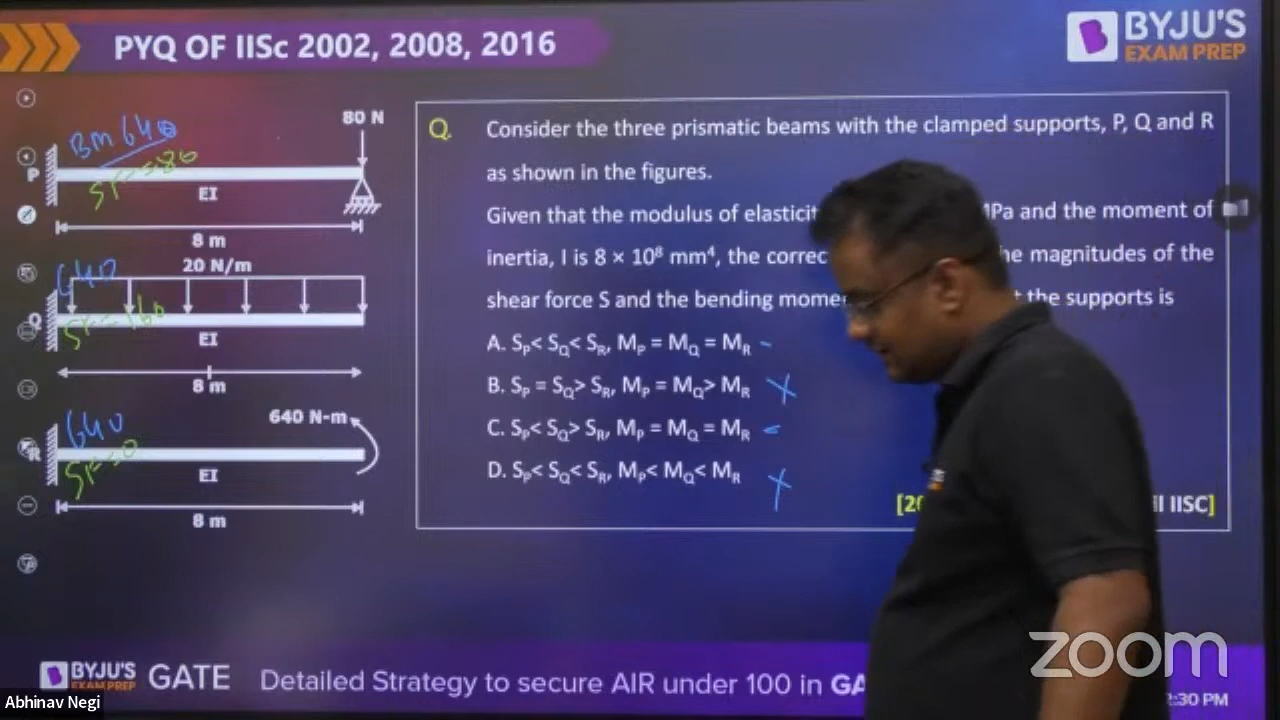 PYQ OF IISc 2002, 2008, 2016
BYJU'S
EXAM PREP
80 N
BM 640
SF=80
P
EI
8 m
20 N/m
640
SF=160
Q
EI
8 m
640 N-m
640
SF=0
R
EI
8 m
Q. Consider the three prismatic beams with the clamped supports, P, Q and R
as shown in the figures.
Given that the modulus of elasticit MPa and the moment of
inertia, I is 8 × 10⁸ mm⁴, the correc he magnitudes of the
shear force S and the bending mome t the supports is
A. Sₚ< S_Q< S_R, Mₚ = M_Q = M_R
B. Sₚ = S_Q> S_R, Mₚ = M_Q> M_R
C. Sₚ< S_Q> S_R, Mₚ = M_Q = M_R
D. Sₚ< S_Q< S_R, Mₚ< M_Q< M_R
[20 il IISC]
BYJU'S
EXAM PREP
GATE
Detailed Strategy to secure AIR under 100 in GA
zoom
2:30 PM
Abhinav Negi